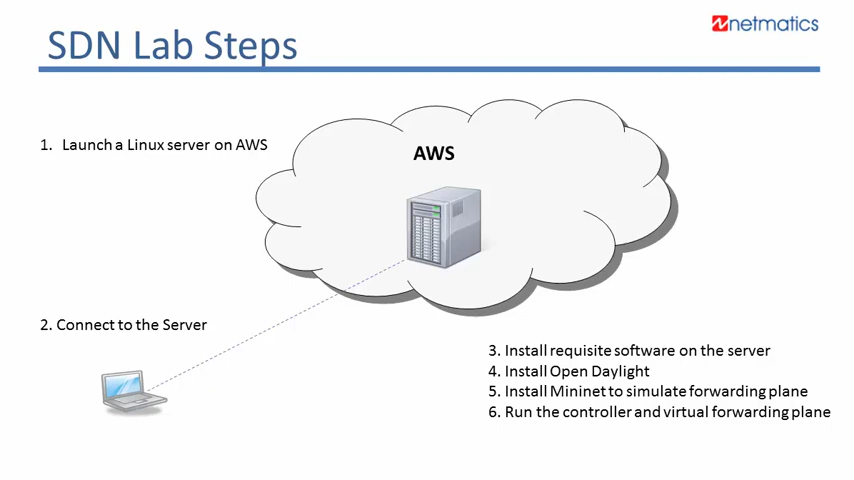 SDN Lab Steps
netmatics
1. Launch a Linux server on AWS
AWS
2. Connect to the Server
3. Install requisite software on the server
4. Install Open Daylight
5. Install Mininet to simulate forwarding plane
6. Run the controller and virtual forwarding plane